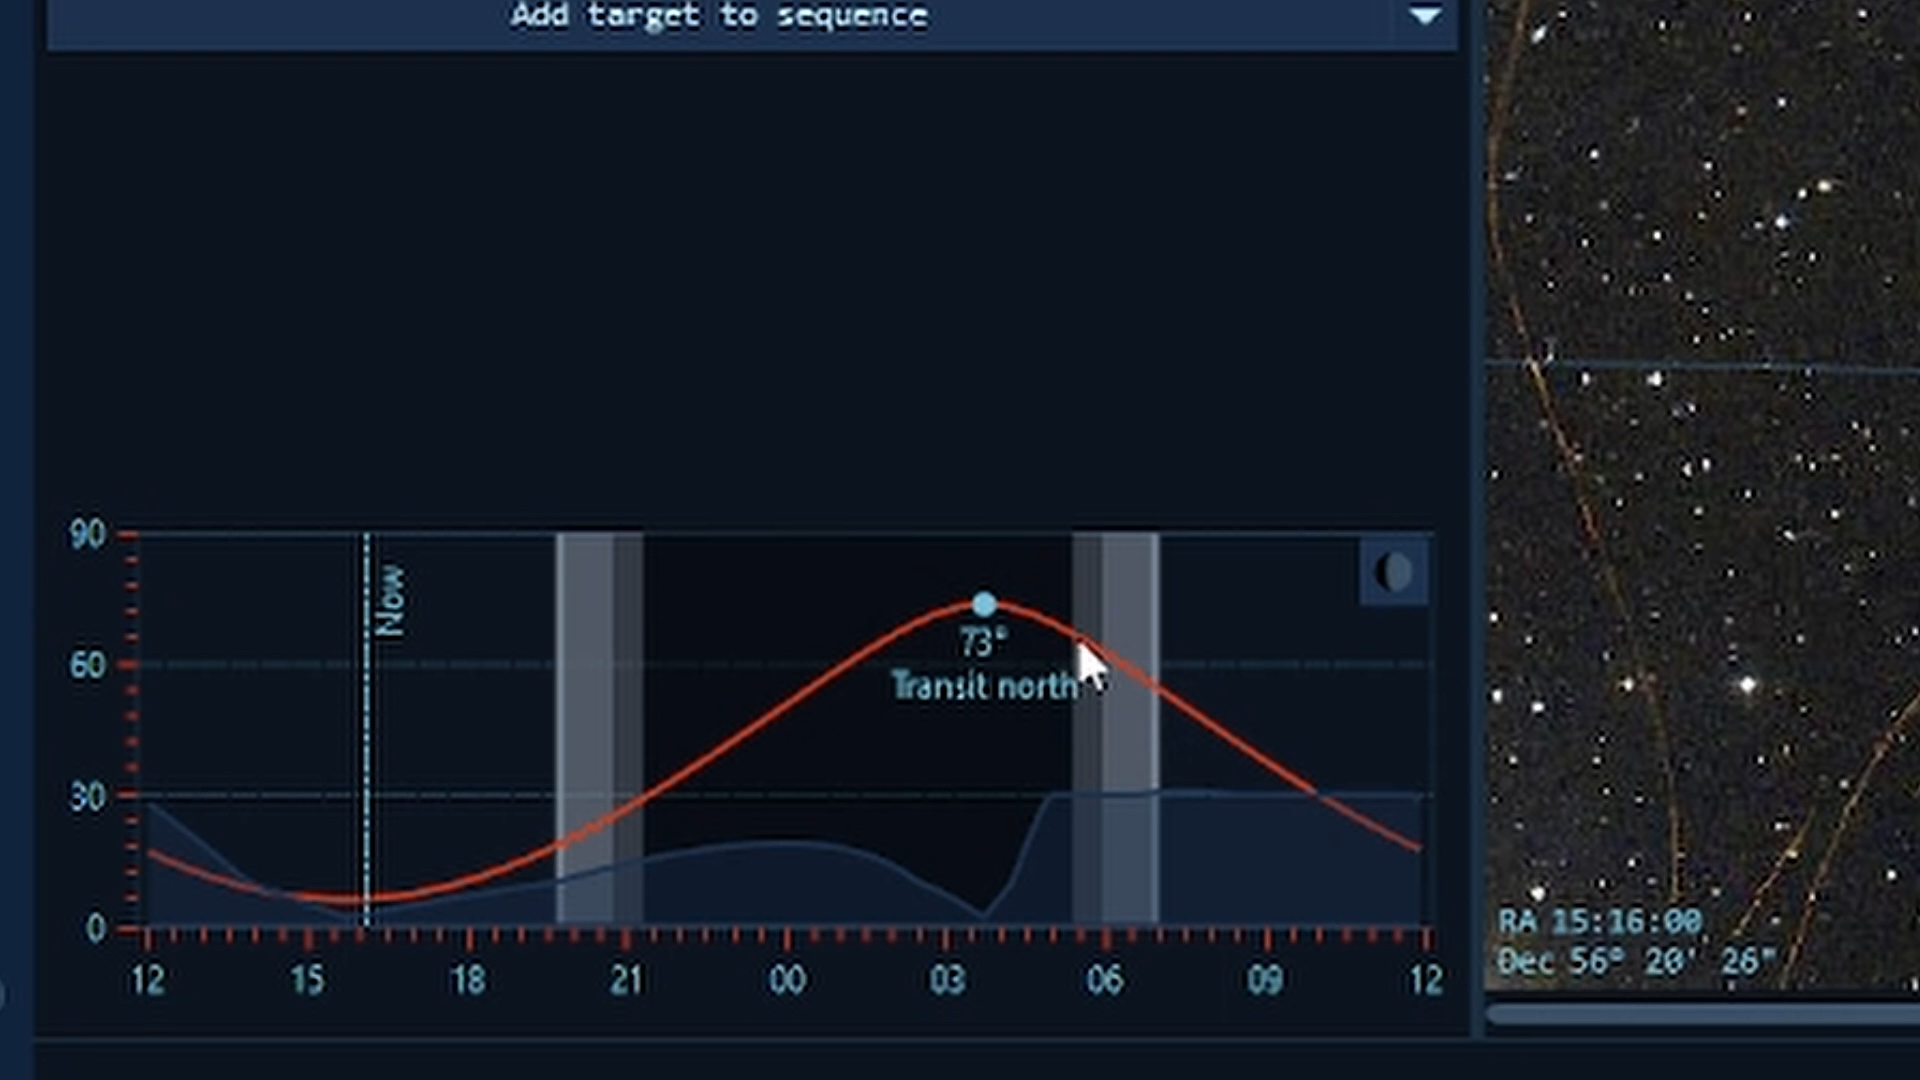 Add target to sequence
90
Now
73°
60
Transit north
30
0
12 15 18 21 00 03 06 09 12
RA 15:16:00
Dec 56° 20' 26"